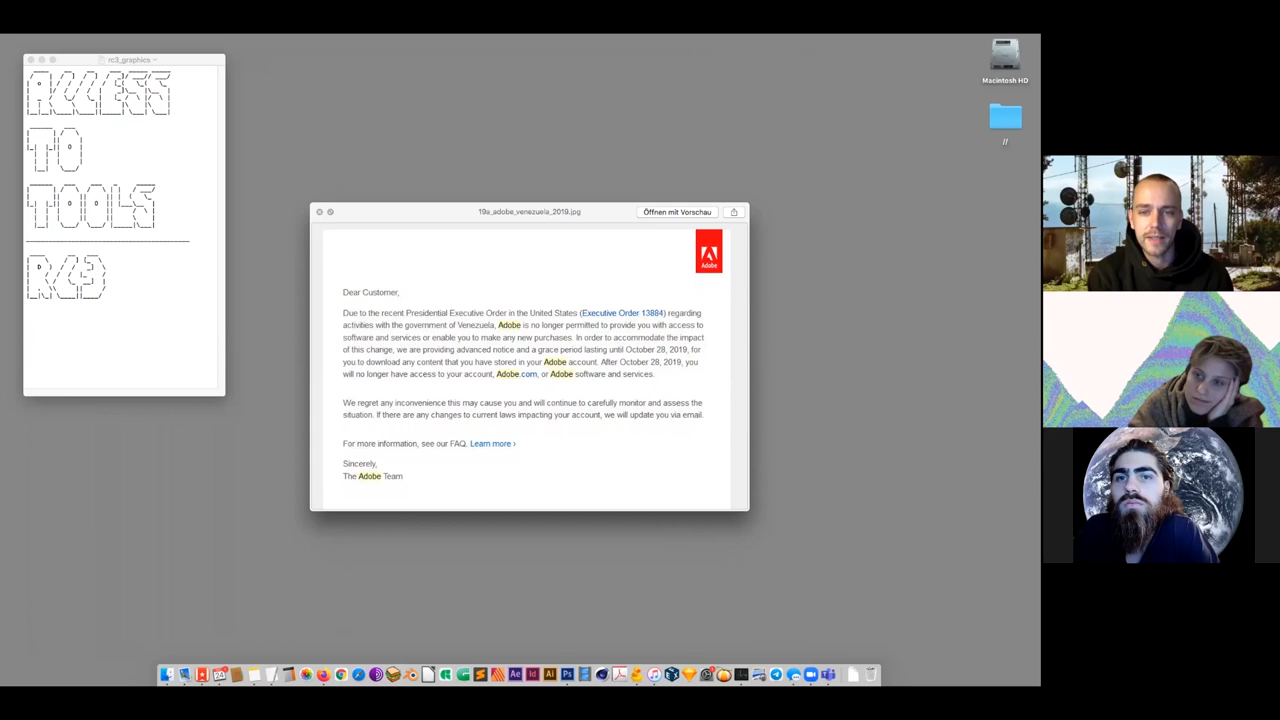 rc3_graphics
ACCESS
TO
TOOLS
RC3
19a_adobe_venezuela_2019.jpg
Öffnen mit Vorschau
Adobe
Dear Customer,
Due to the recent Presidential Executive Order in the United States (Executive Order 13884) regarding
activities with the government of Venezuela, Adobe is no longer permitted to provide you with access to
software and services or enable you to make any new purchases. In order to accommodate the impact
of this change, we are providing advanced notice and a grace period lasting until October 28, 2019, for
you to download any content that you have stored in your Adobe account. After October 28, 2019, you
will no longer have access to your account, Adobe.com, or Adobe software and services.
We regret any inconvenience this may cause you and will continue to carefully monitor and assess the
situation. If there are any changes to current laws impacting your account, we will update you via email.
For more information, see our FAQ. Learn more ›
Sincerely,
The Adobe Team
Macintosh HD
//
Ae Id Ai Ps